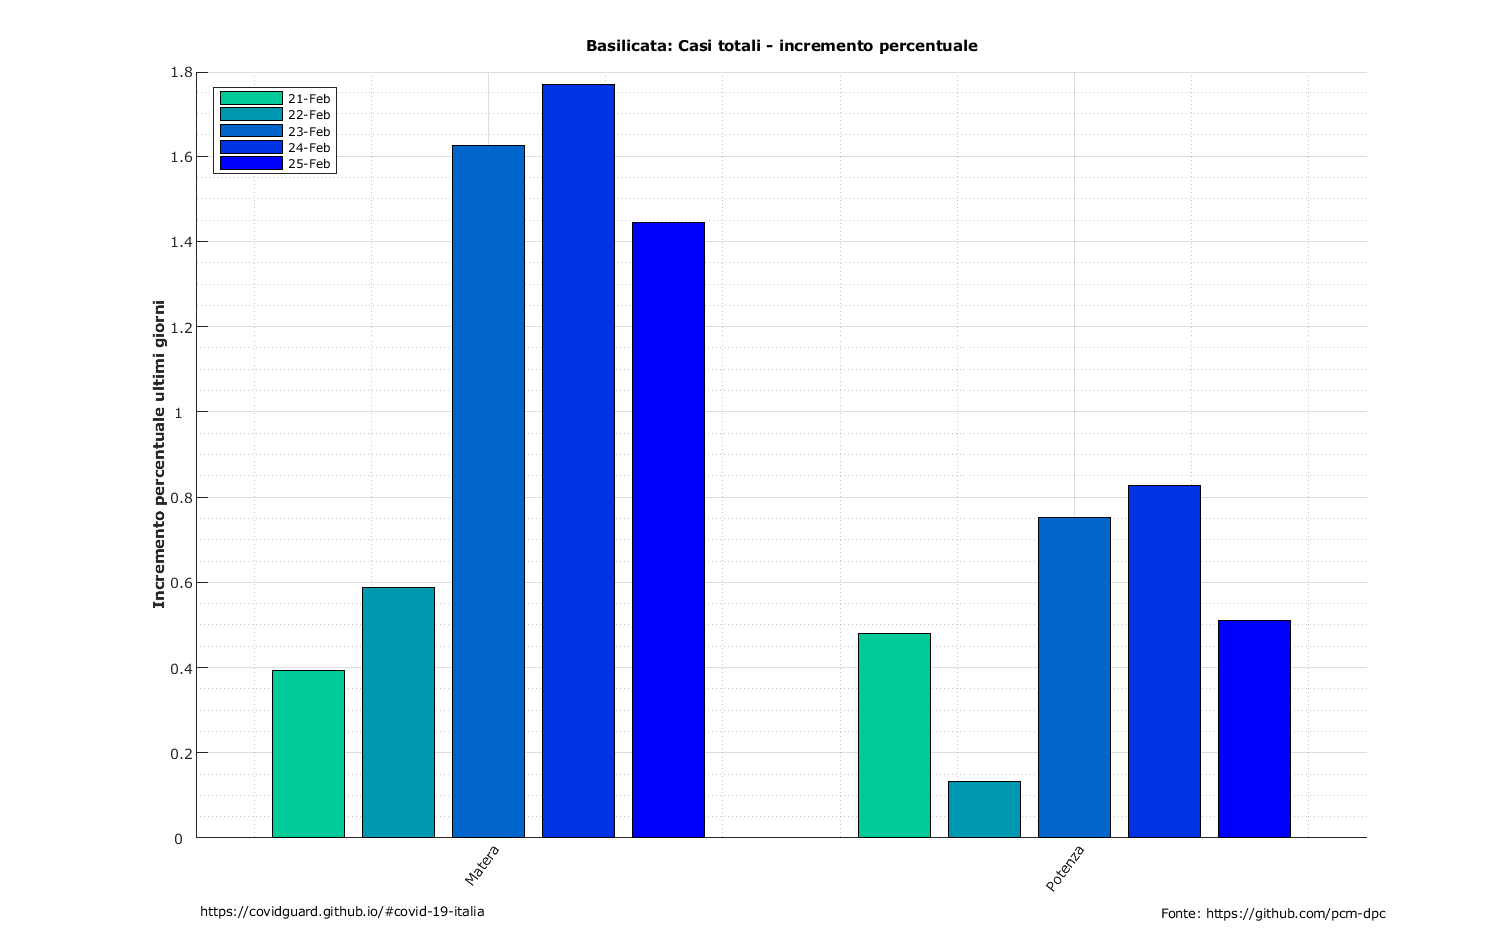 Basilicata: Casi totali - incremento percentuale
1.8
1.6
1.4
1.2
1
0.8
0.6
0.4
0.2
0
Incremento percentuale ultimi giorni
21-Feb
22-Feb
23-Feb
24-Feb
25-Feb
Matera
Potenza
https://covidguard.github.io/#covid-19-italia
Fonte: https://github.com/pcm-dpc